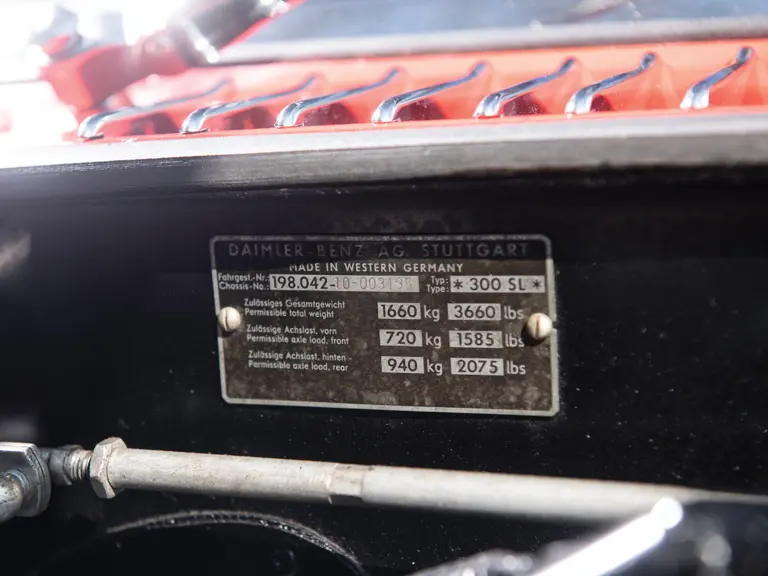 DAIMLER-BENZ AG STUTTGART
MADE IN WESTERN GERMANY
Fahrgest.-Nr. Typ:
Chassis-No.: 198.042- Type: * 300 SL *
Zulässiges Gesamtgewicht
Permissible total weight 1660 kg 3660 lbs
Zulässige Achslast, vorn
Permissible axle load, front 720 kg 1585 lbs
Zulässige Achslast, hinten
Permissible axle load, rear 940 kg 2075 lbs